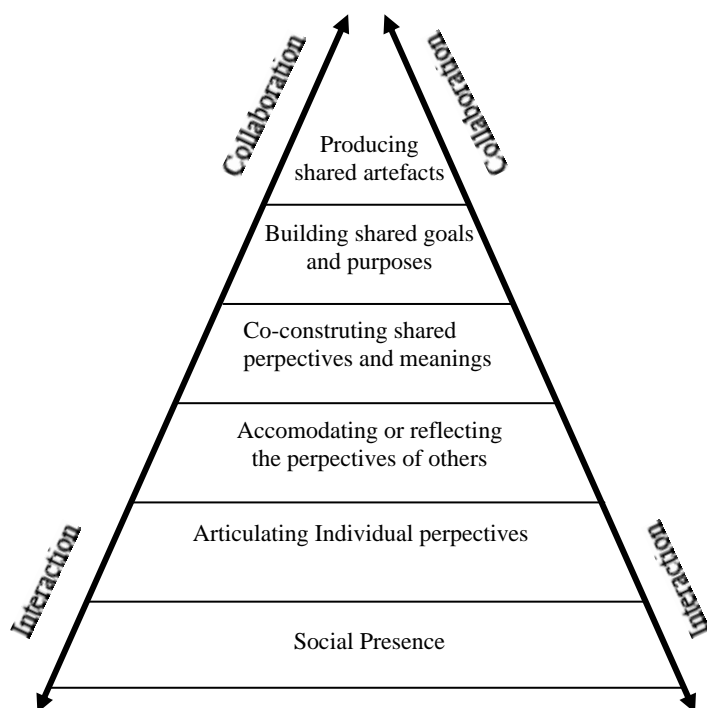 Collaboration
Collaboration
Producing
shared artefacts
Building shared goals
and purposes
Co-construting shared
perpectives and meanings
Accomodating or reflecting
the perpectives of others
Articulating Individual perpectives
Interaction
Interaction
Social Presence